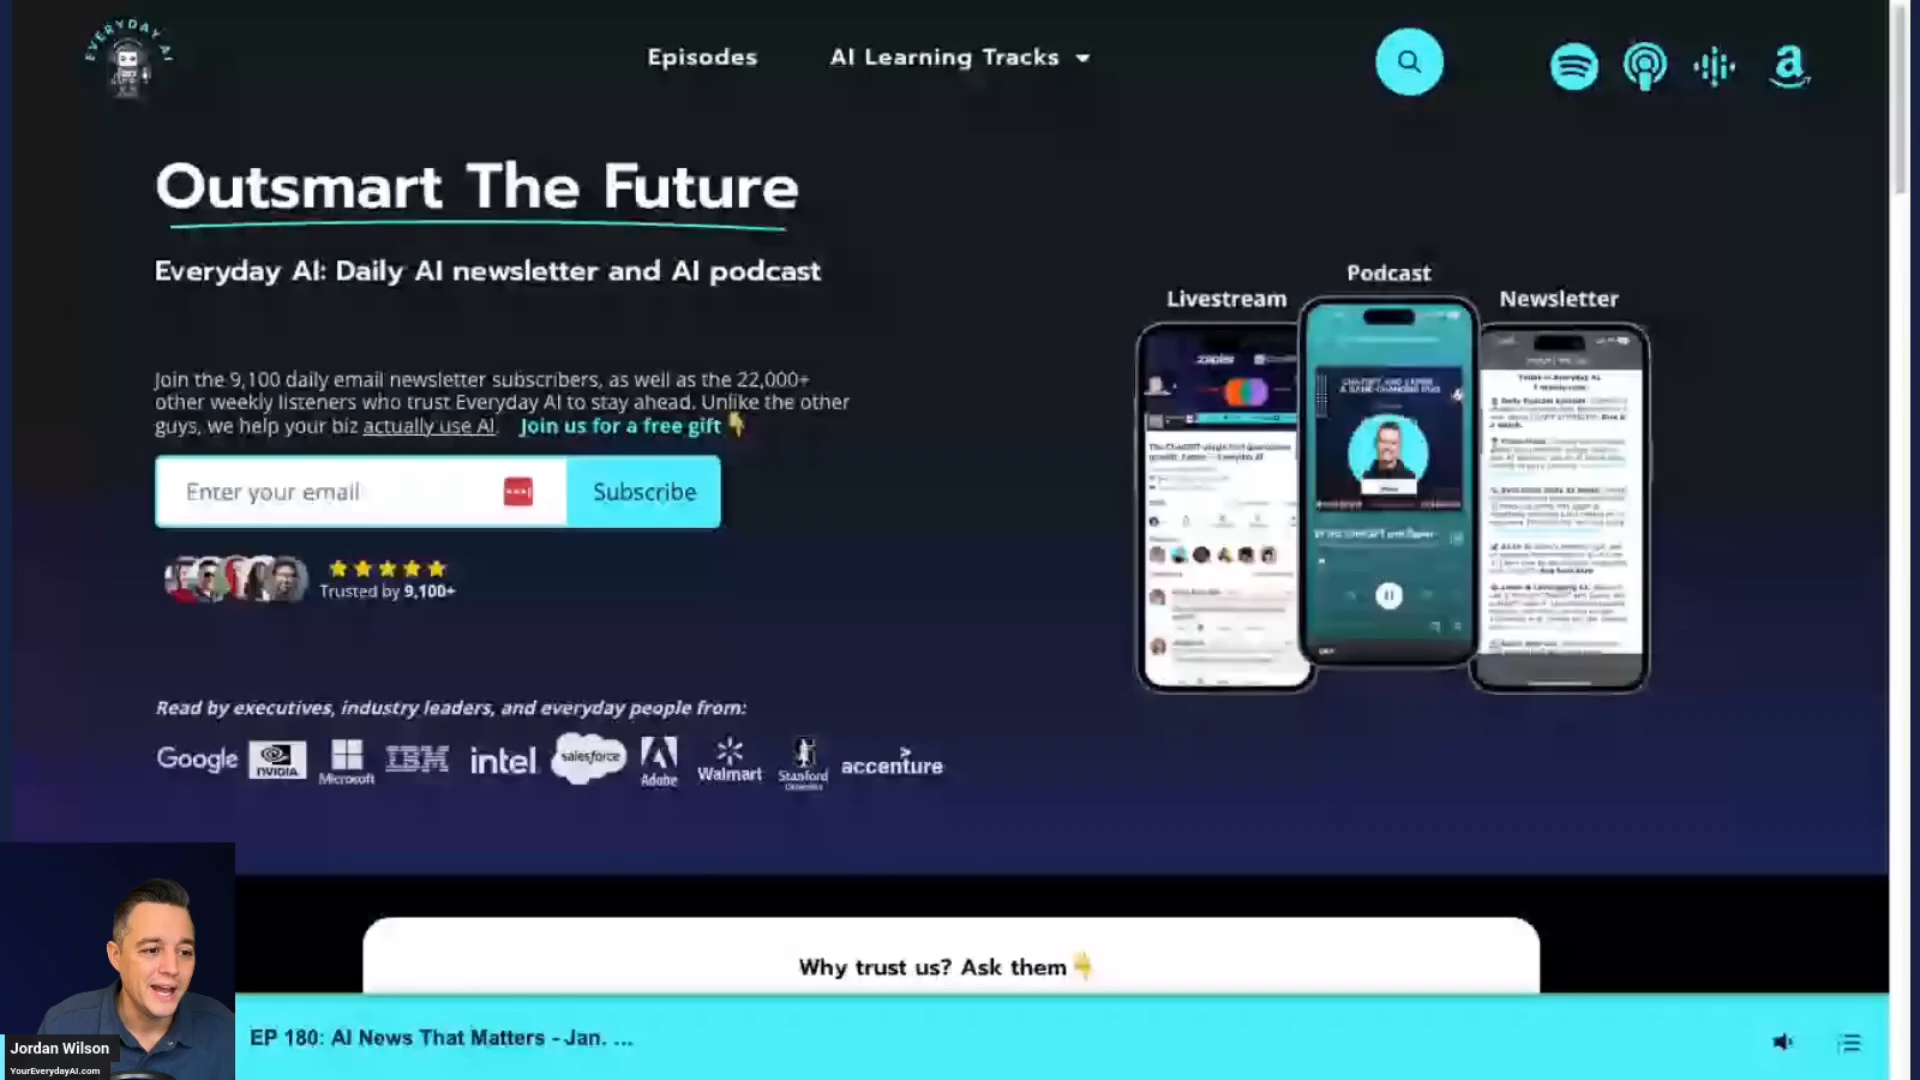 EVERYDAY AI
Episodes
AI Learning Tracks
Outsmart The Future
Everyday AI: Daily AI newsletter and AI podcast
Join the 9,100 daily email newsletter subscribers, as well as the 22,000+
other weekly listeners who trust Everyday AI to stay ahead. Unlike the other
guys, we help your biz actually use AI. Join us for a free gift
Enter your email
Subscribe
Trusted by 9,100+
Livestream
Podcast
Newsletter
zapier
Read by executives, industry leaders, and everyday people from:
Google
NVIDIA
Microsoft
IBM
intel
salesforce
Adobe
Walmart
Stanford
University
accenture
Why trust us? Ask them
EP 180: AI News That Matters - Jan. ...
Jordan Wilson
YourEverydayAI.com